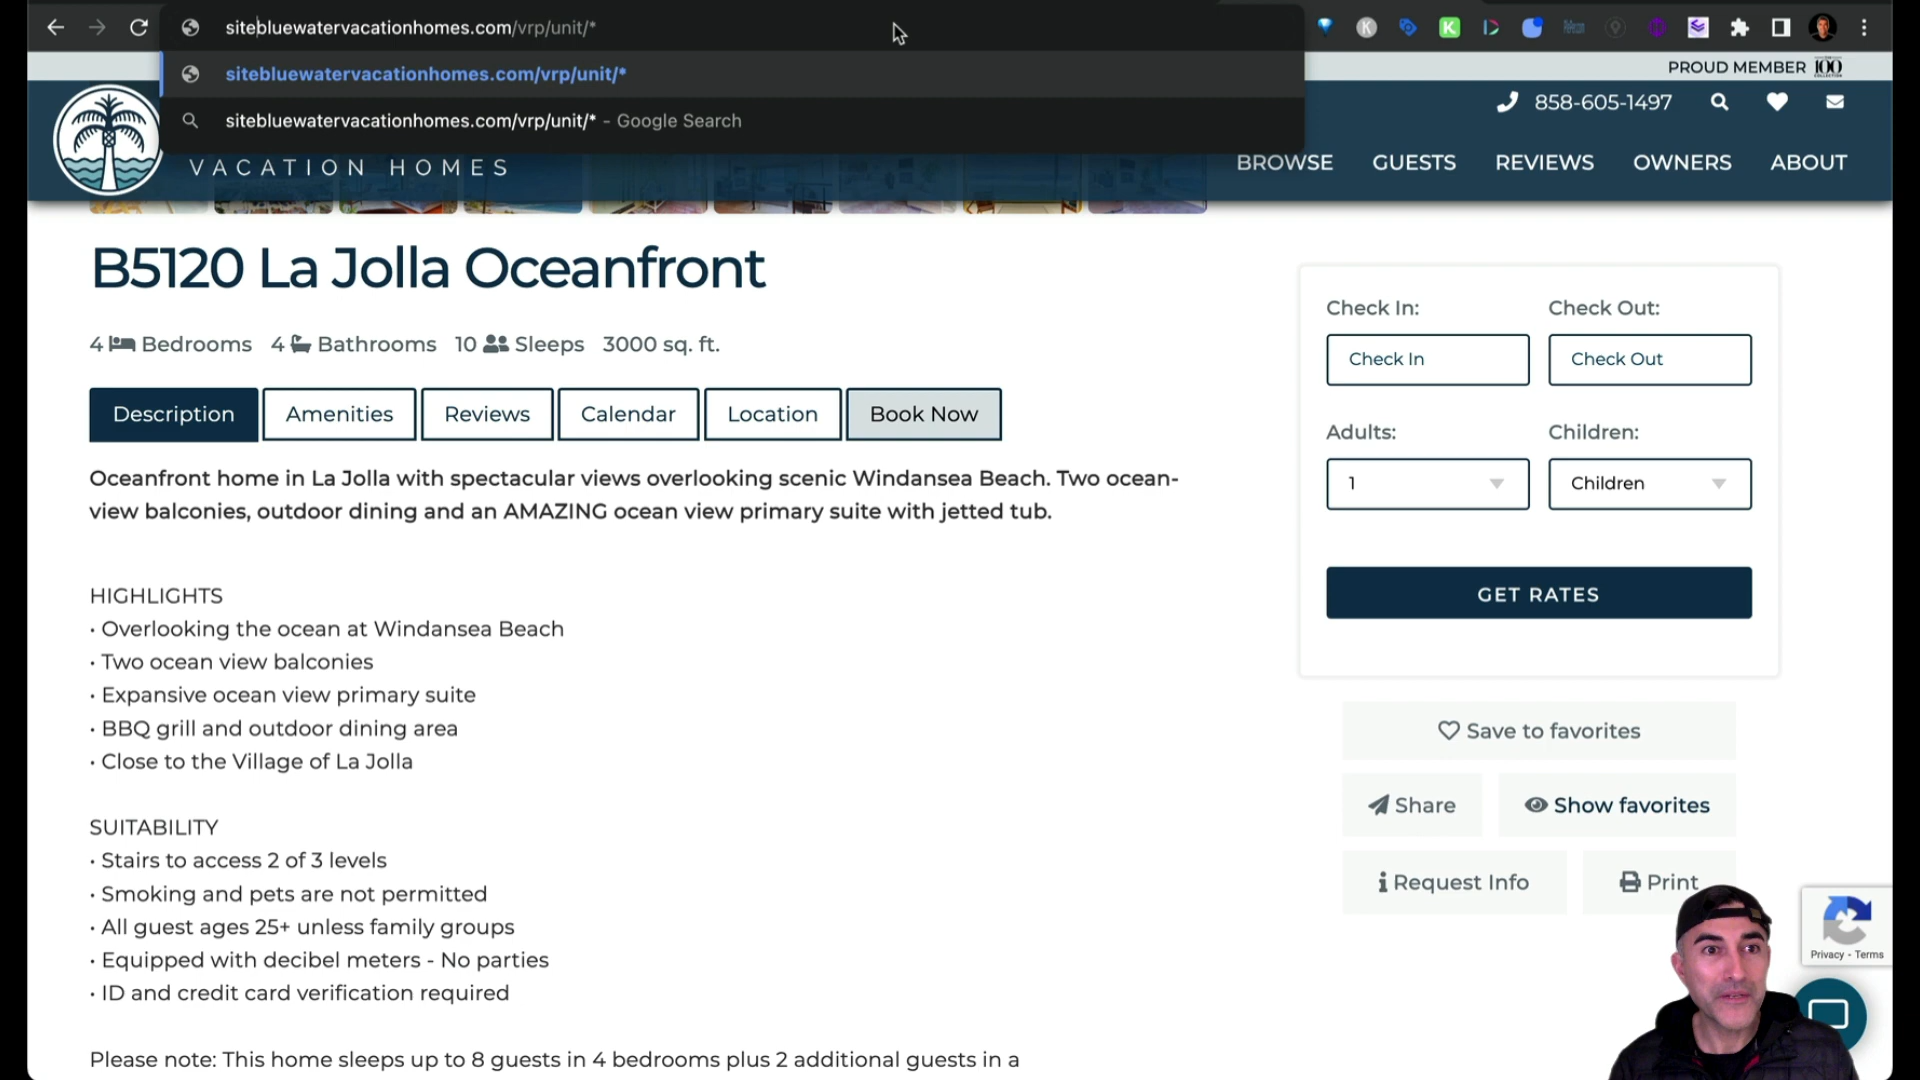 sitebluewatervacationhomes.com/vrp/unit/*
sitebluewatervacationhomes.com/vrp/unit/*
sitebluewatervacationhomes.com/vrp/unit/* - Google Search
PROUD MEMBER 100
858-605-1497
VACATION HOMES
BROWSE GUESTS REVIEWS OWNERS ABOUT
B5120 La Jolla Oceanfront
4 Bedrooms 4 Bathrooms 10 Sleeps 3000 sq. ft.
Description Amenities Reviews Calendar Location Book Now
Oceanfront home in La Jolla with spectacular views overlooking scenic Windansea Beach. Two ocean-
view balconies, outdoor dining and an AMAZING ocean view primary suite with jetted tub.
HIGHLIGHTS
• Overlooking the ocean at Windansea Beach
• Two ocean view balconies
• Expansive ocean view primary suite
• BBQ grill and outdoor dining area
• Close to the Village of La Jolla
SUITABILITY
• Stairs to access 2 of 3 levels
• Smoking and pets are not permitted
• All guest ages 25+ unless family groups
• Equipped with decibel meters - No parties
• ID and credit card verification required
Please note: This home sleeps up to 8 guests in 4 bedrooms plus 2 additional guests in a
Check In: Check Out:
Check In Check Out
Adults: Children:
1 Children
GET RATES
Save to favorites
Share Show favorites
Request Info Print
Privacy - Terms